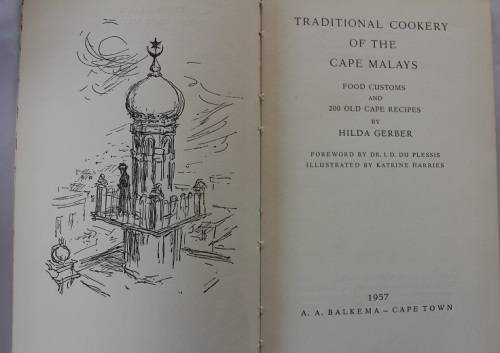 TRADITIONAL COOKERY
OF THE
CAPE MALAYS
FOOD CUSTOMS
AND
200 OLD CAPE RECIPES
BY
HILDA GERBER
FOREWORD BY DR. I. D. DU PLESSIS
ILLUSTRATED BY KATRINE HARRIES
1957
A. A. BALKEMA – CAPE TOWN